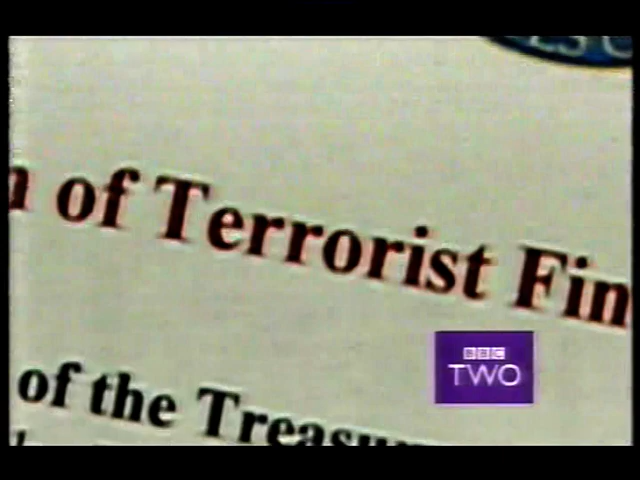 of Terrorist Fin
BBC
TWO
of the Treasu